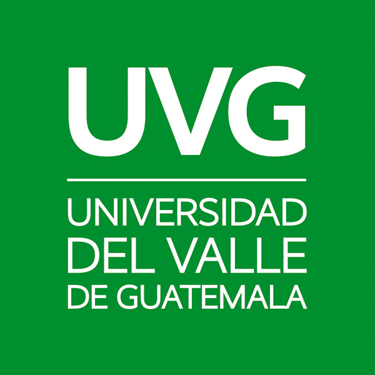 UVG
UNIVERSIDAD
DEL VALLE
DE GUATEMALA